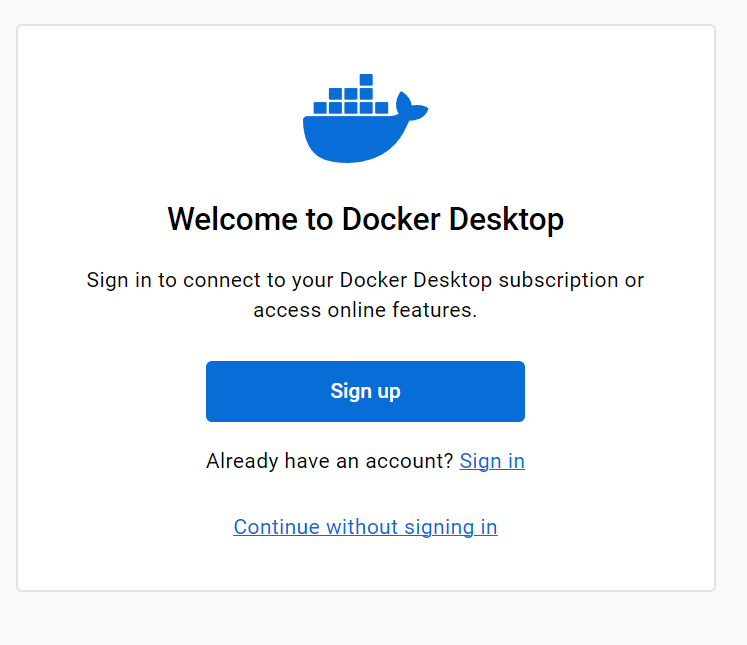 Welcome to Docker Desktop
Sign in to connect to your Docker Desktop subscription or
access online features.
Sign up
Already have an account? Sign in
Continue without signing in